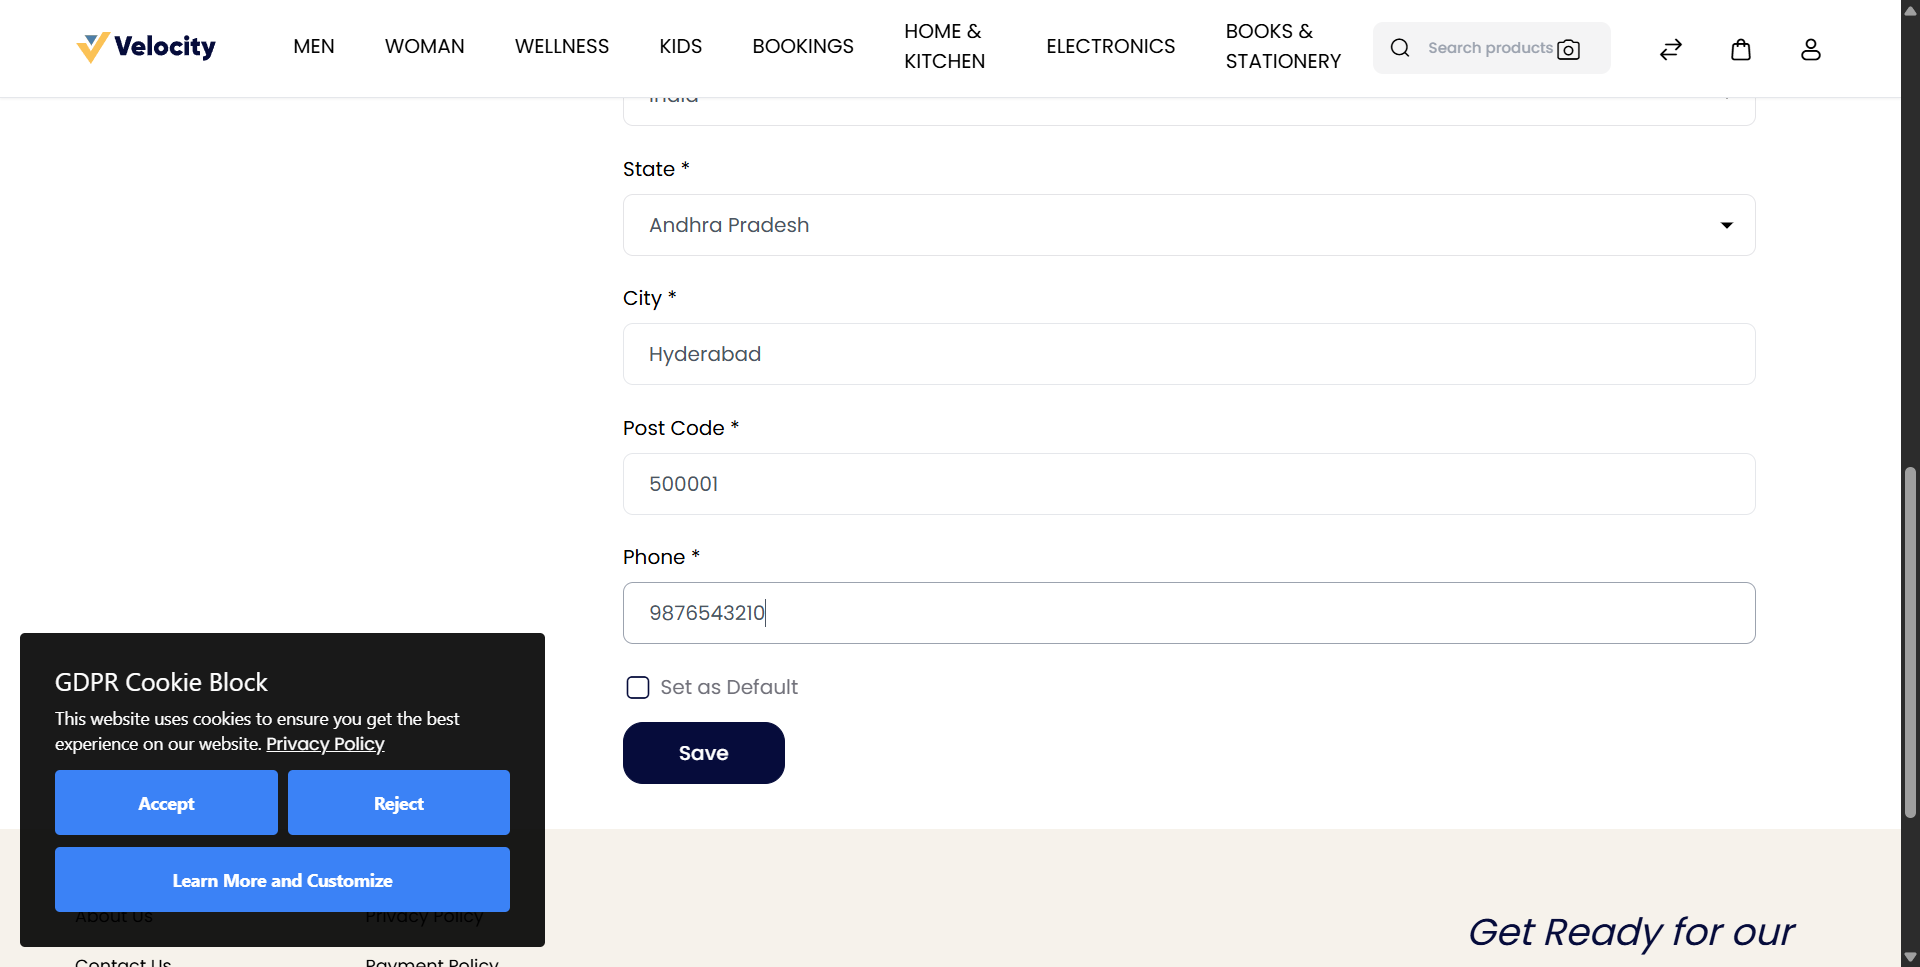 Velocity
MEN
WOMAN
WELLNESS
KIDS
BOOKINGS
HOME &
KITCHEN
ELECTRONICS
BOOKS &
STATIONERY
Search products
India
State *
Andhra Pradesh
City *
Hyderabad
Post Code *
500001
Phone *
9876543210
Set as Default
Save
GDPR Cookie Block
This website uses cookies to ensure you get the best
experience on our website. Privacy Policy
Accept
Reject
Learn More and Customize
About Us
Privacy Policy
Contact Us
Payment Policy
Get Ready for our